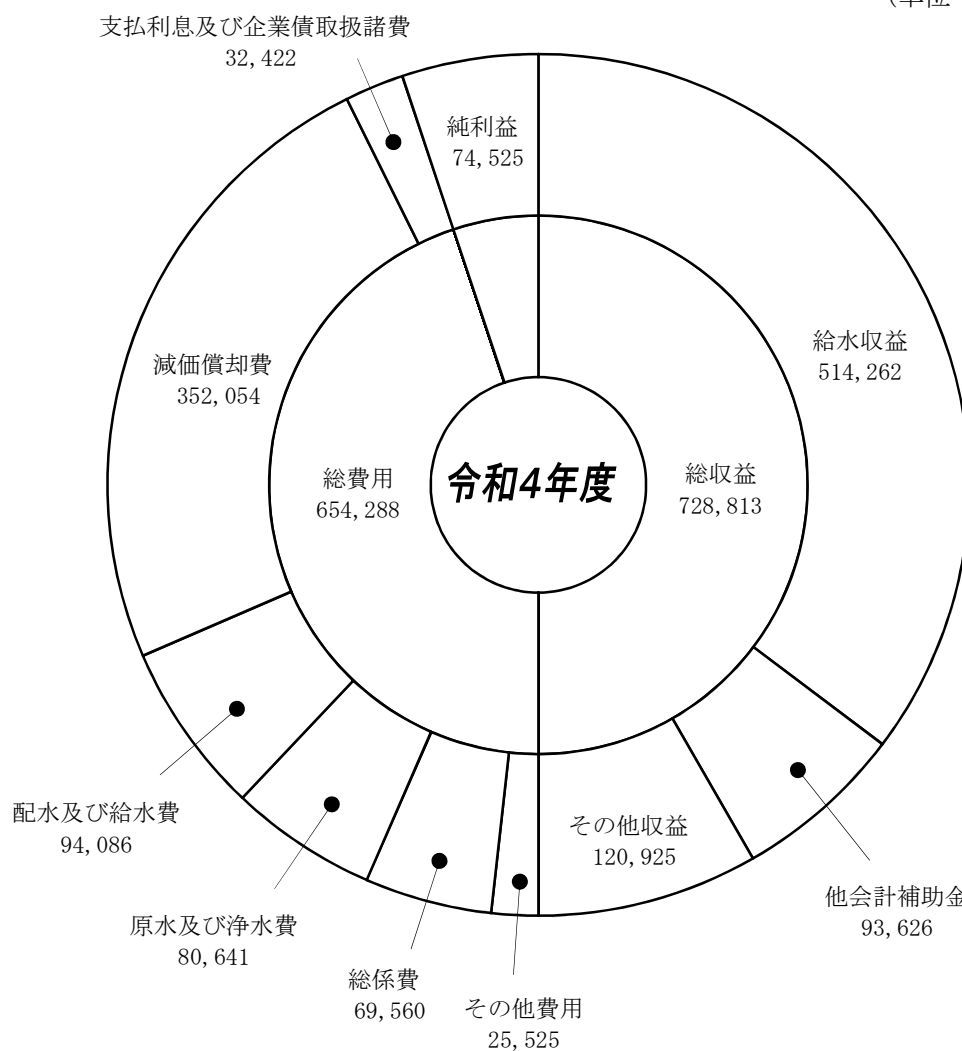 (単位
支払利息及び企業債取扱諸費
32,422
純利益
74,525
給水収益
514,262
減価償却費
352,054
総費用
654,288
令和4年度
総収益
728,813
配水及び給水費
94,086
その他収益
120,925
他会計補助金
93,626
原水及び浄水費
80,641
総係費
69,560
その他費用
25,525